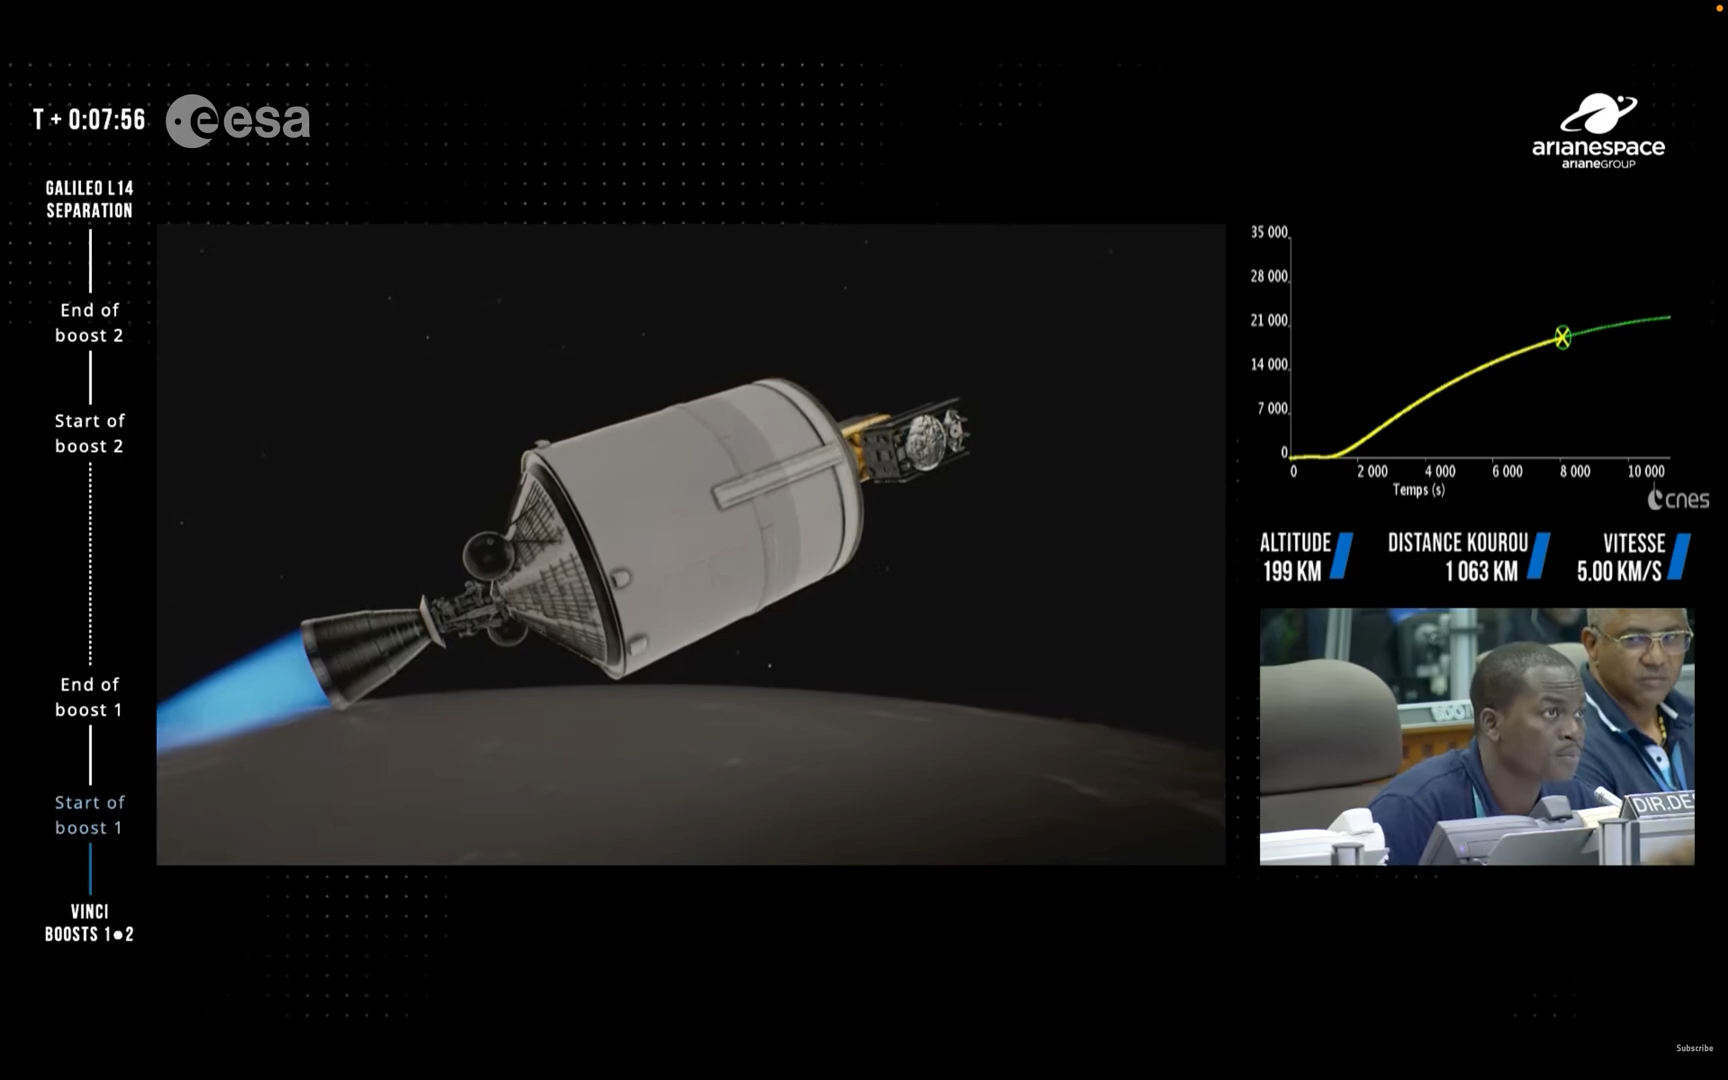 T + 0:07:56
esa
GALILEO L14
SEPARATION
End of
boost 2
Start of
boost 2
End of
boost 1
Start of
boost 1
VINCI
BOOSTS 1●2
arianespace
arianeGROUP
35 000
28 000
21 000
14 000
7 000
0
0 2 000 4 000 6 000 8 000 10 000
Temps (s)
cnes
ALTITUDE
199 KM
DISTANCE KOUROU
1 063 KM
VITESSE
5.00 KM/S
DIR.DE
Subscribe